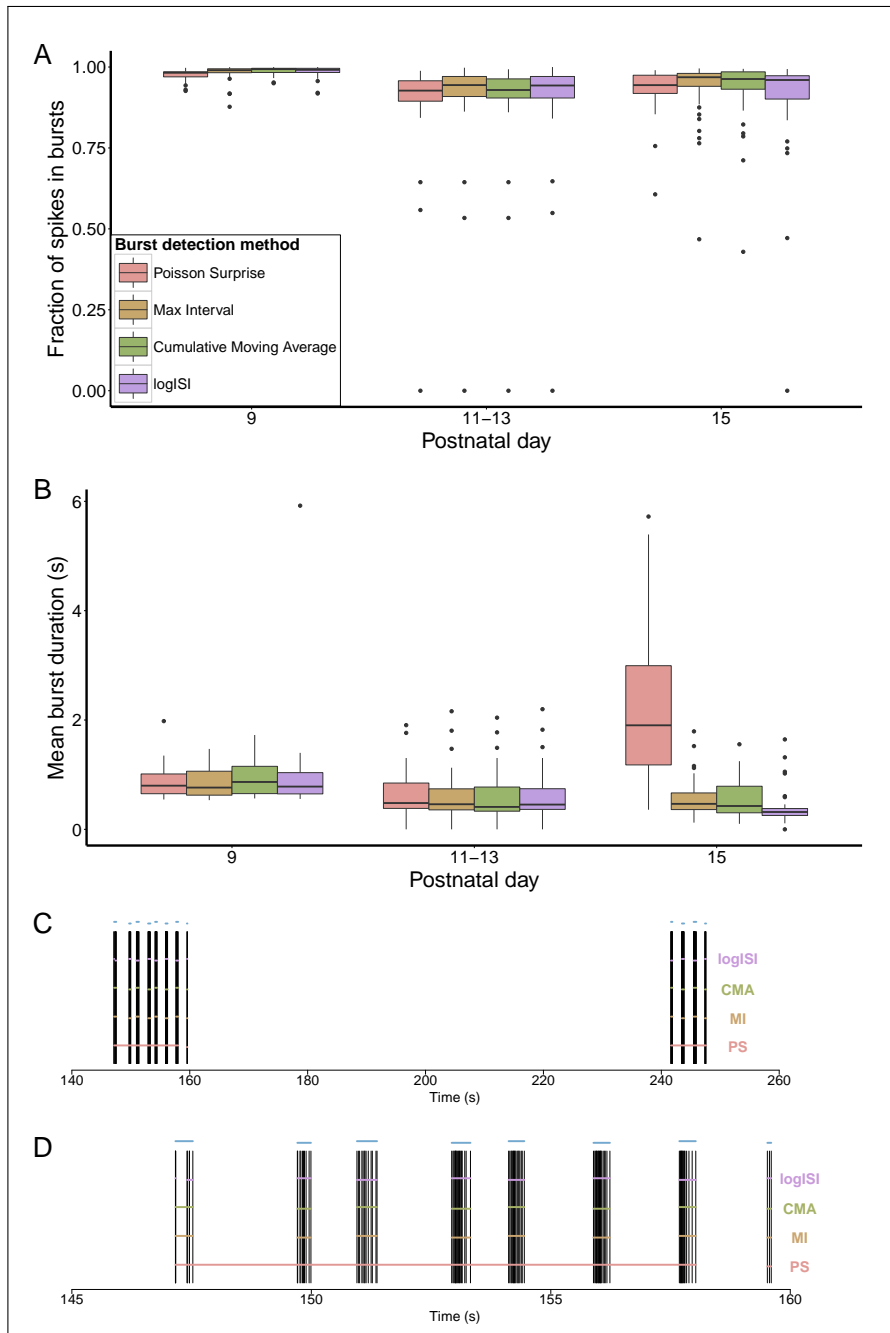 A
1.00
0.75
0.50
0.25
0.00
Fraction of spikes in bursts
Burst detection method
Poisson Surprise
Max Interval
Cumulative Moving Average
logISI
9
11−13
15
Postnatal day
B
6
4
2
0
Mean burst duration (s)
9
11−13
15
Postnatal day
C
logISI
CMA
MI
PS
140
160
180
200
220
240
260
Time (s)
D
logISI
CMA
MI
PS
145
150
155
160
Time (s)